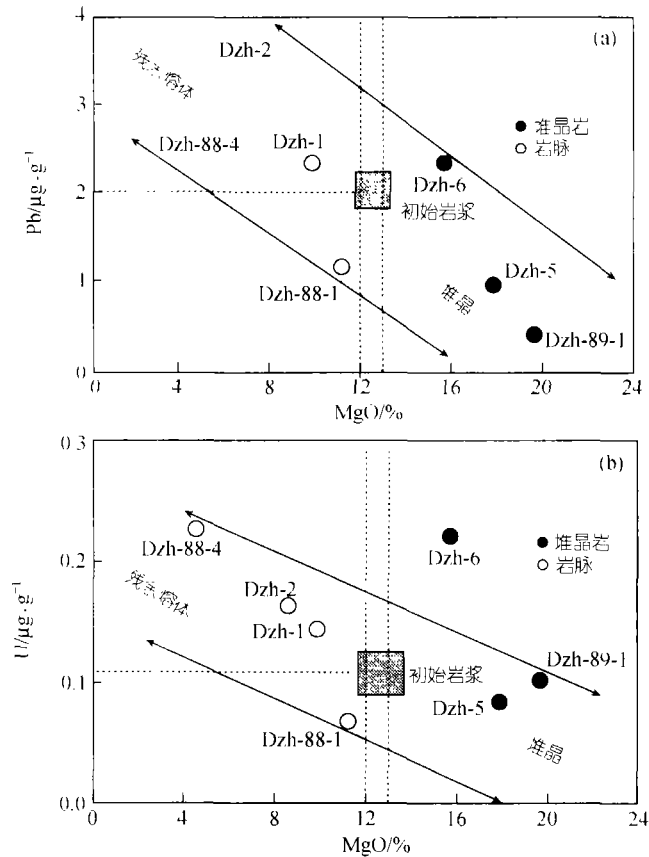 (a)
4
3
2
1
0
Pb/μg·g⁻¹
Dzh-2
残余熔体
Dzh-88-4
Dzh-1
● 堆晶岩
○ 岩脉
Dzh-6
初始岩浆
Dzh-88-1
堆晶
Dzh-5
Dzh-89-1
0 4 8 12 16 20 24
MgO/%
(b)
0.3
0.2
0.1
0.0
U/μg·g⁻¹
Dzh-88-4
● 堆晶岩
○ 岩脉
Dzh-6
残余熔体
Dzh-2
Dzh-1
Dzh-89-1
初始岩浆
Dzh-5
Dzh-88-1
堆晶
0 4 8 12 16 20 24
MgO/%